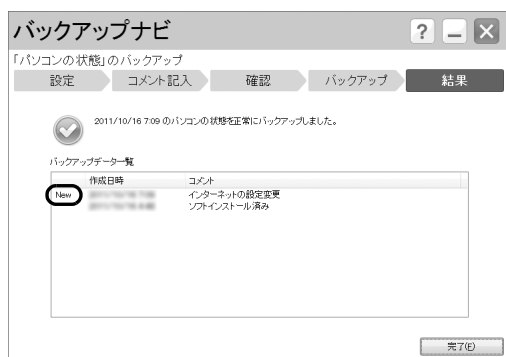 バックアップナビ
?
「パソコンの状態」のバックアップ
設定 コメント記入 確認 バックアップ 結果
2011/10/16 7:09 のパソコンの状態を正常にバックアップしました。
バックアップデータ一覧
作成日時 コメント
New インターネットの設定変更
ソフトインストール済み
完了(F)